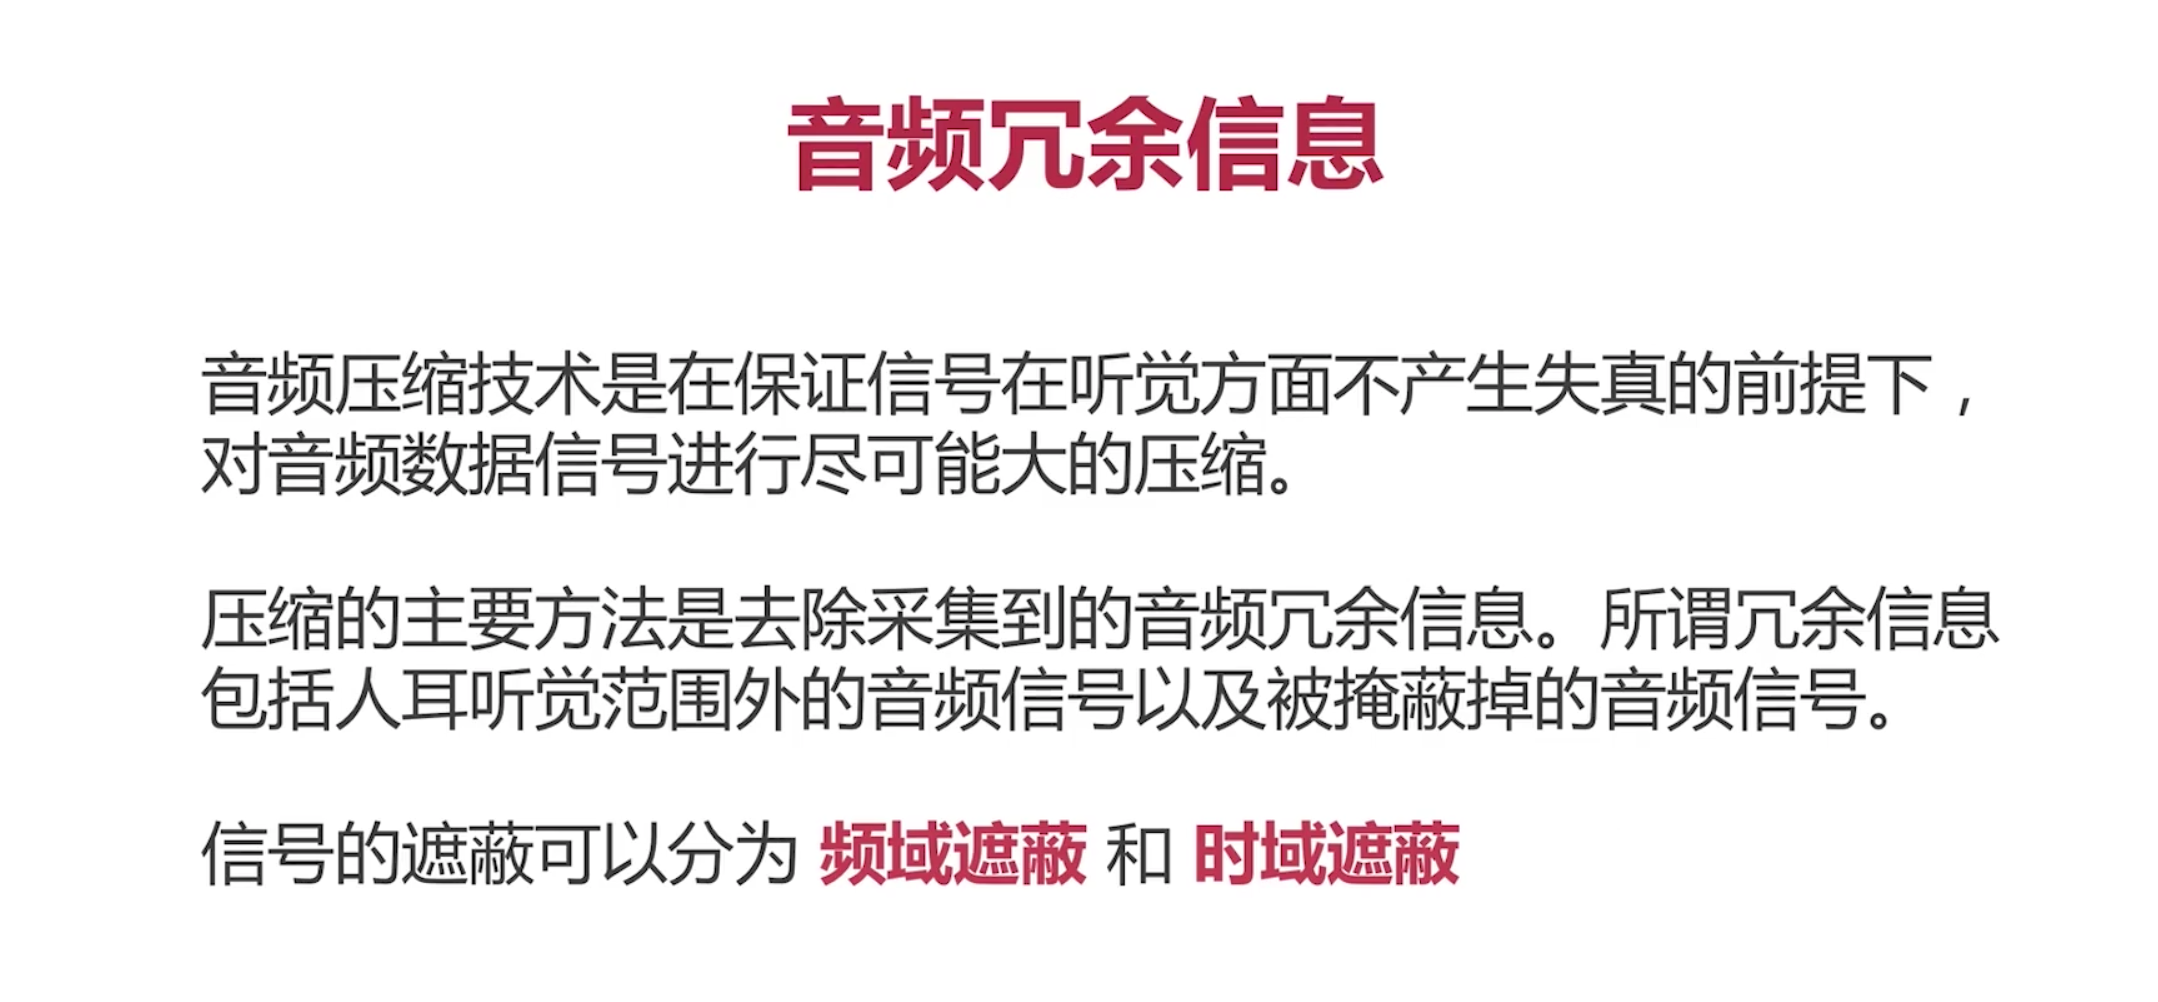 音频冗余信息
音频压缩技术是在保证信号在听觉方面不产生失真的前提下，
对音频数据信号进行尽可能大的压缩。
压缩的主要方法是去除采集到的音频冗余信息。所谓冗余信息
包括人耳听觉范围外的音频信号以及被掩蔽掉的音频信号。
信号的遮蔽可以分为 频域遮蔽 和 时域遮蔽